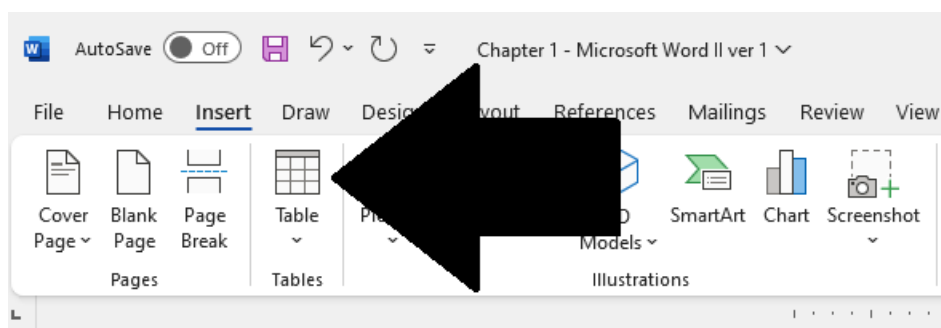 W AutoSave Off Chapter 1 - Microsoft Word II ver 1
File Home Insert Draw References Mailings Review View
Cover Blank Page Table SmartArt Chart Screenshot
Page Page Break Models
Pages Tables Illustrations